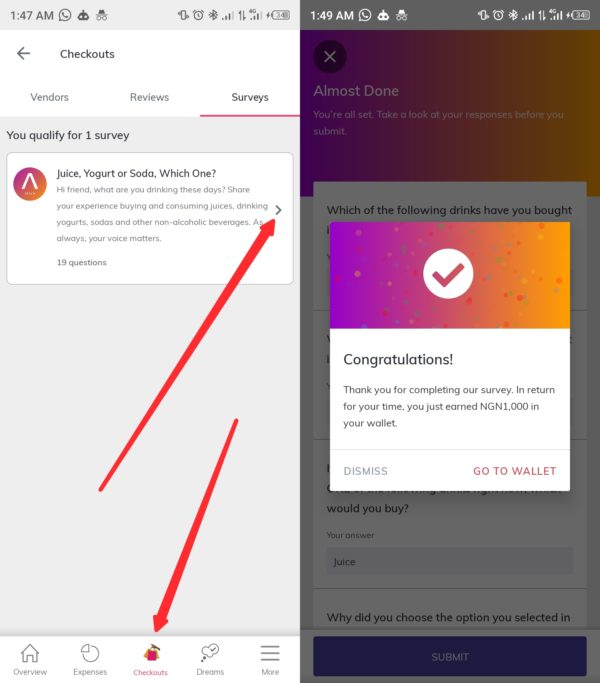 1:47 AM
348
Checkouts
Vendors
Reviews
Surveys
You qualify for 1 survey
Juice, Yogurt or Soda, Which One?
Hi friend, what are you drinking these days? Share
your experience buying and consuming juices, drinking
yogurts, sodas and other non-alcoholic beverages. As
always, your voice matters.
19 questions
Overview
Expenses
Checkouts
Dreams
More
1:49 AM
348
Almost Done
You're all set. Take a look at your responses before you
submit.
Which of the following drinks have you bought
Congratulations!
Thank you for completing our survey. In return
for your time, you just earned NGN1,000 in
your wallet.
DISMISS
GO TO WALLET
would you buy?
Your answer
Juice
Why did you choose the option you selected in
SUBMIT